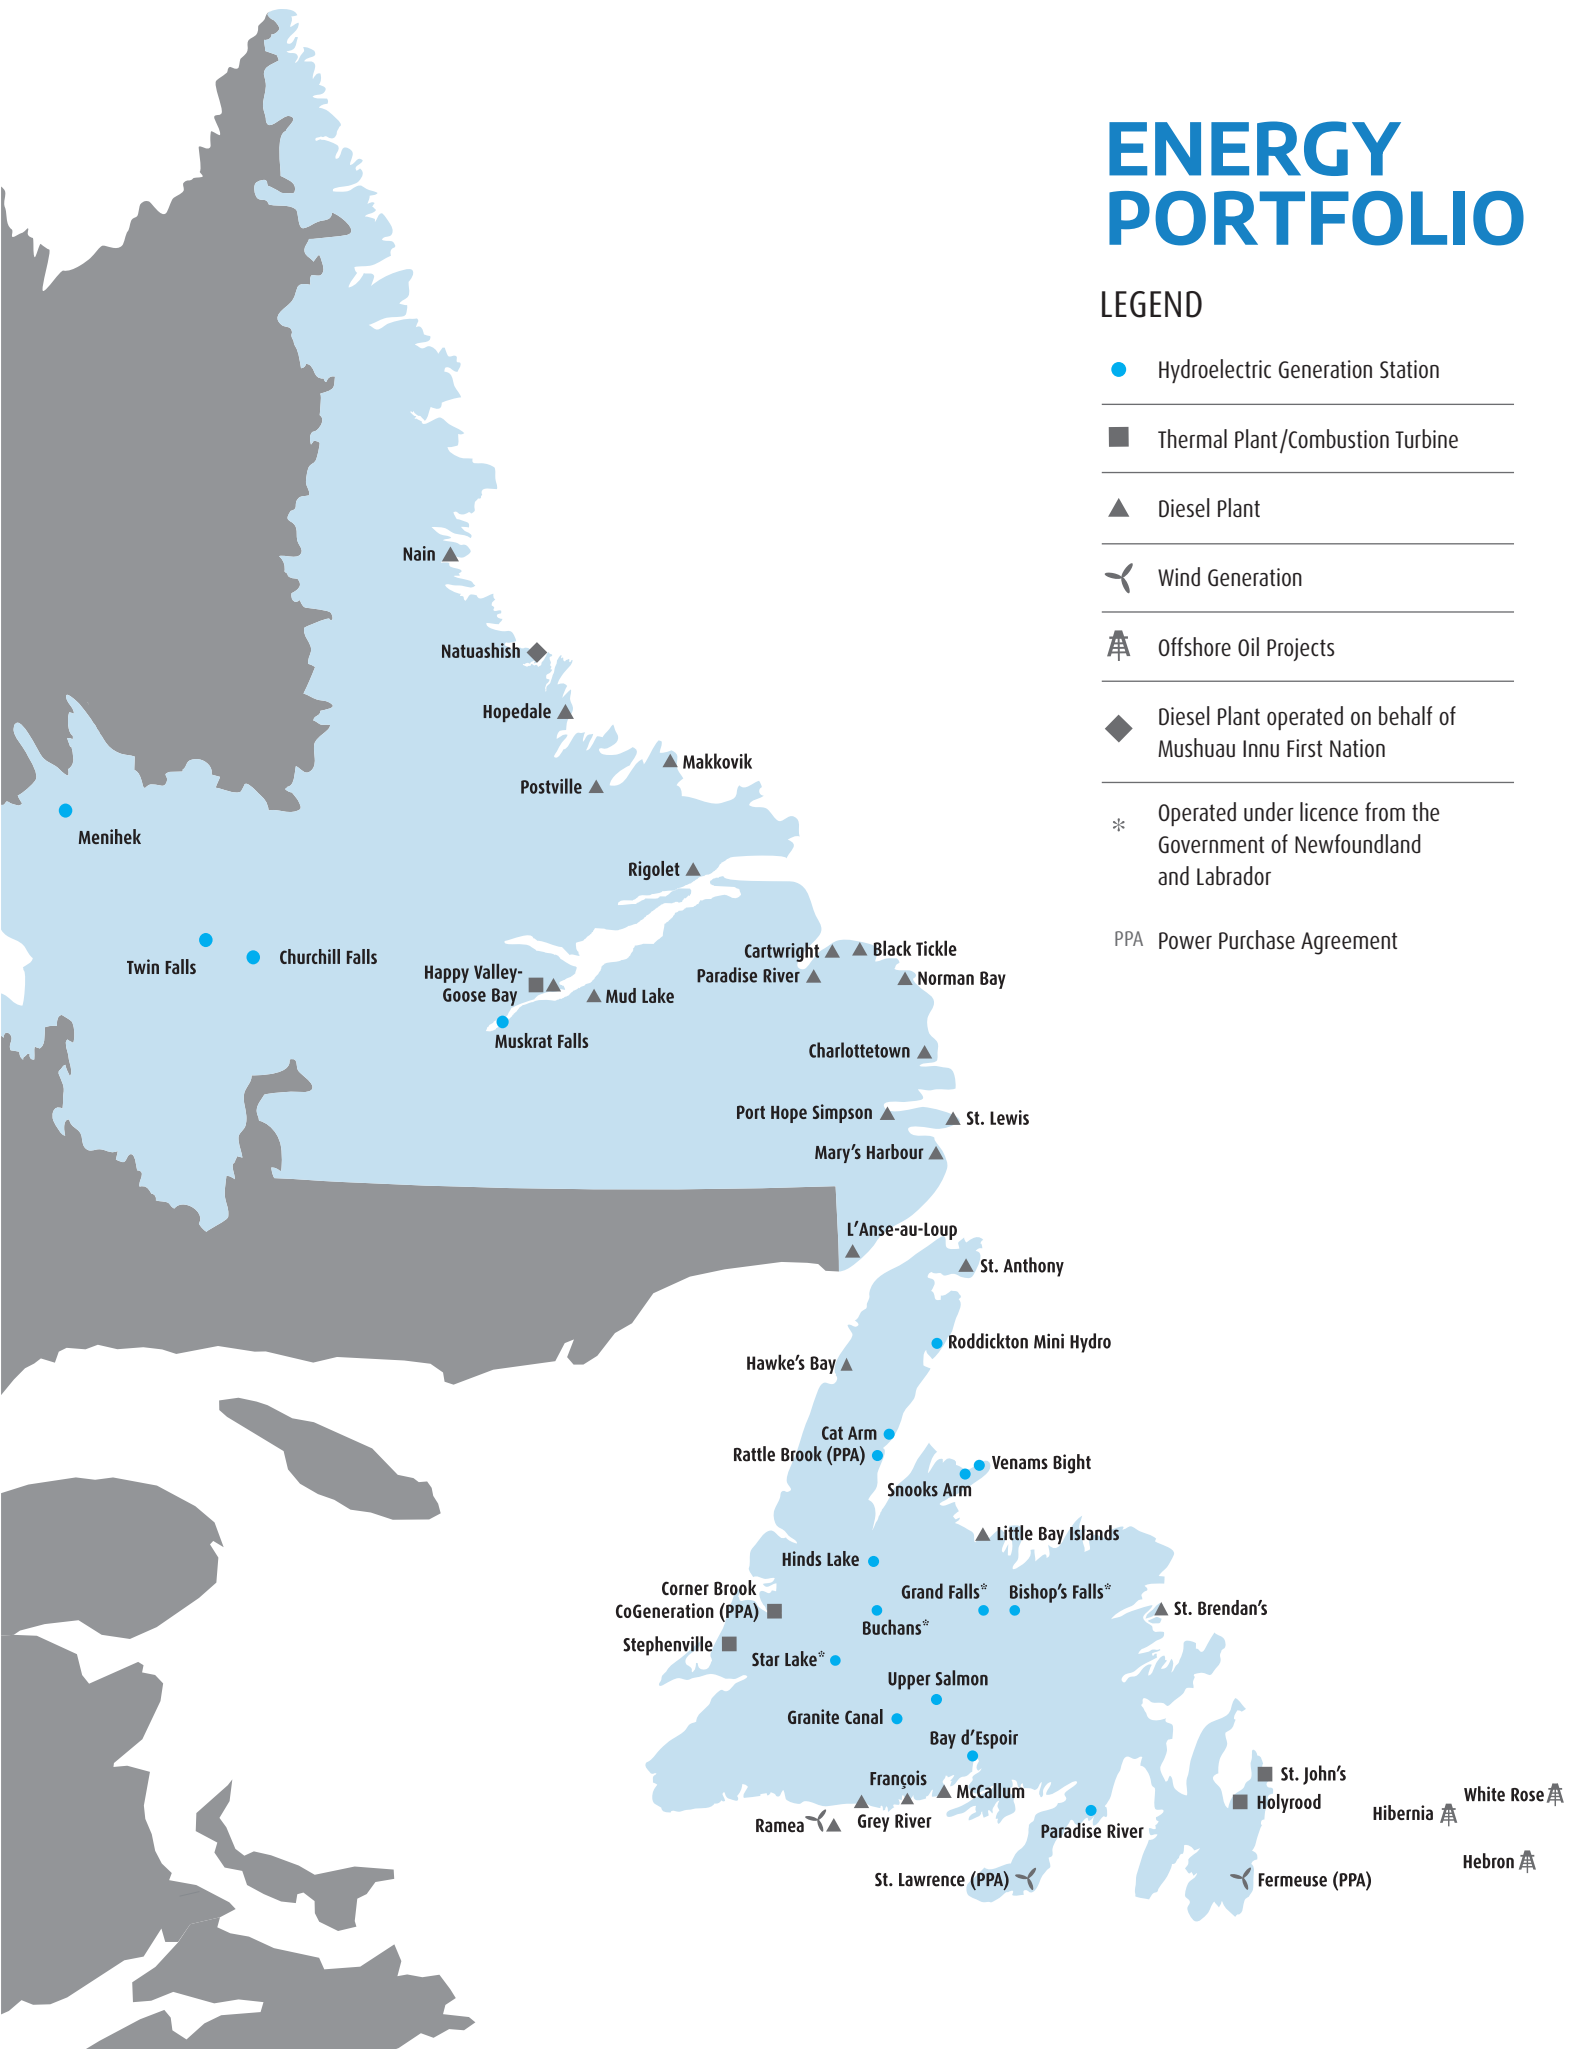 ENERGY
PORTFOLIO
LEGEND
Hydroelectric Generation Station
Thermal Plant/Combustion Turbine
Diesel Plant
Wind Generation
Offshore Oil Projects
Diesel Plant operated on behalf of
Mushuau Innu First Nation
* Operated under licence from the
Government of Newfoundland
and Labrador
PPA Power Purchase Agreement
Nain
Natuashish
Hopedale
Makkovik
Postville
Menihek
Rigolet
Twin Falls
Churchill Falls
Happy Valley-
Goose Bay
Mud Lake
Muskrat Falls
Cartwright
Black Tickle
Paradise River
Norman Bay
Charlottetown
Port Hope Simpson
St. Lewis
Mary's Harbour
L'Anse-au-Loup
St. Anthony
Roddickton Mini Hydro
Hawke's Bay
Cat Arm
Rattle Brook (PPA)
Venams Bight
Snooks Arm
Little Bay Islands
Hinds Lake
Corner Brook
CoGeneration (PPA)
Grand Falls*
Bishop's Falls*
Buchans*
St. Brendan's
Stephenville
Star Lake*
Upper Salmon
Granite Canal
Bay d'Espoir
François
McCallum
Ramea
Grey River
Paradise River
St. Lawrence (PPA)
St. John's
Holyrood
Fermeuse (PPA)
White Rose
Hibernia
Hebron